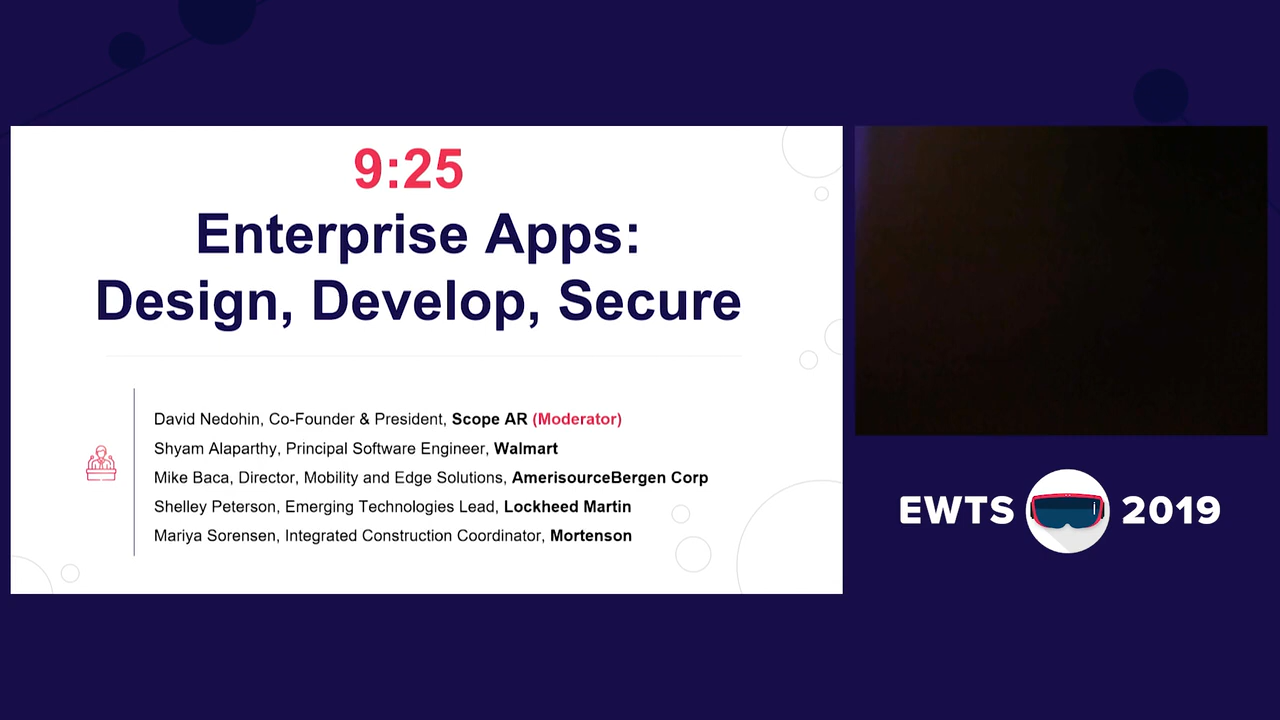 9:25
Enterprise Apps:
Design, Develop, Secure
David Nedohin, Co-Founder & President, Scope AR (Moderator)
Shyam Alaparthy, Principal Software Engineer, Walmart
Mike Baca, Director, Mobility and Edge Solutions, AmerisourceBergen Corp
Shelley Peterson, Emerging Technologies Lead, Lockheed Martin
Mariya Sorensen, Integrated Construction Coordinator, Mortenson
EWTS 2019